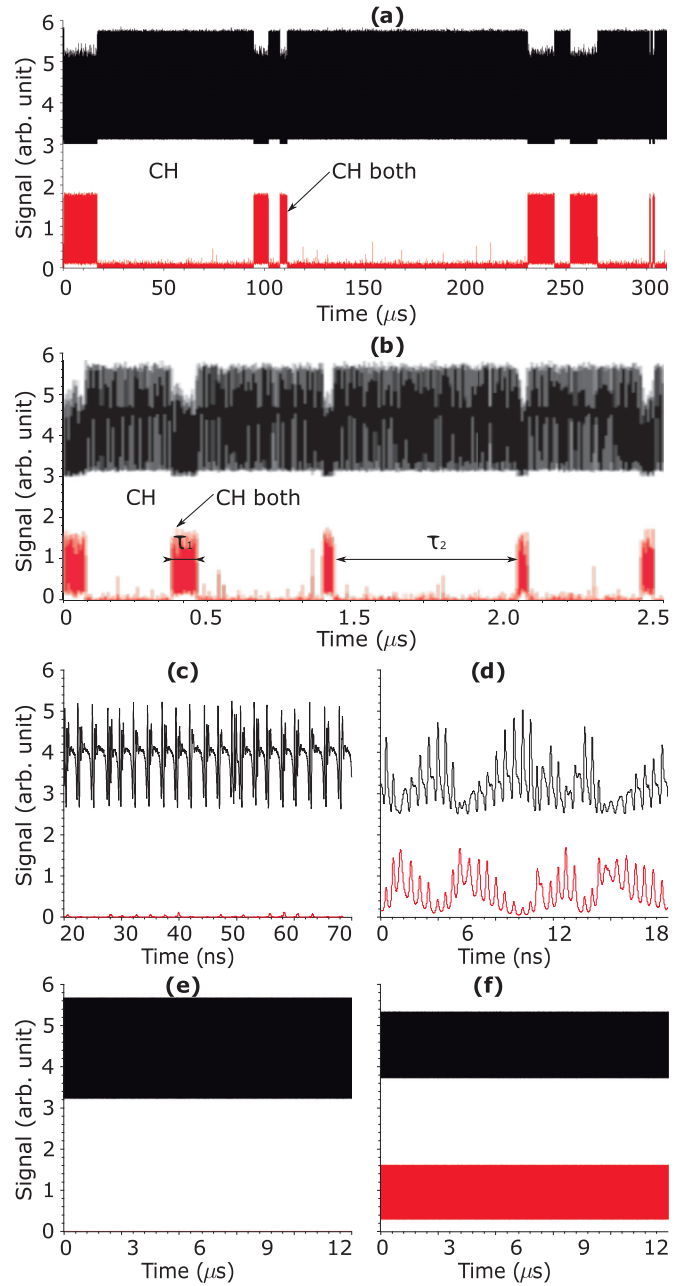 (a)
6
5
4
3
2
1
0
Signal (arb. unit)
CH
CH both
0 50 100 150 200 250 300
Time (μs)
(b)
6
5
4
3
2
1
0
Signal (arb. unit)
CH
CH both
τ1
τ2
0 0.5 1.5 2.0 2.5
Time (μs)
(c)
6
5
4
3
2
1
0
Signal (arb. unit)
20 30 40 50 60 70
Time (ns)
(d)
0 6 12 18
Time (ns)
(e)
6
5
4
3
2
1
0
Signal (arb. unit)
0 3 6 9 12
Time (μs)
(f)
0 3 6 9 12
Time (μs)